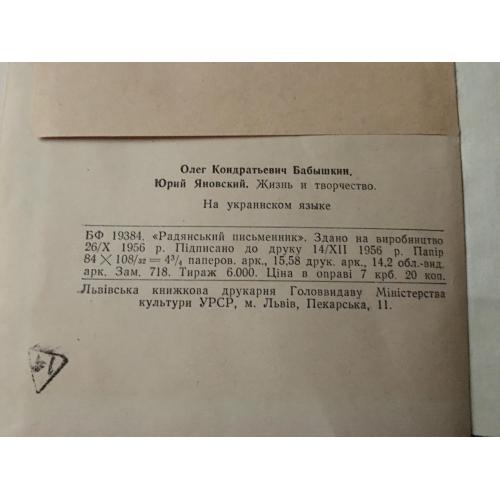 Олег Кондратьевич Бабышкин,
Юрий Яновский. Жизнь и творчество.
На украинском языке
БФ 19384. «Радянський письменник». Здано на виробництво
26/X 1956 р. Підписано до друку 14/XII 1956 р. Папір
84 × 108/32 = 4³/₄ паперов. арк., 15,58 друк. арк., 14,2 обл.-вид.
арк. Зам. 718. Тираж 6.000. Ціна в оправі 7 крб. 20 коп.
Львівська книжкова друкарня Головвидаву Міністерства
культури УРСР, м. Львів, Пекарська, 11.